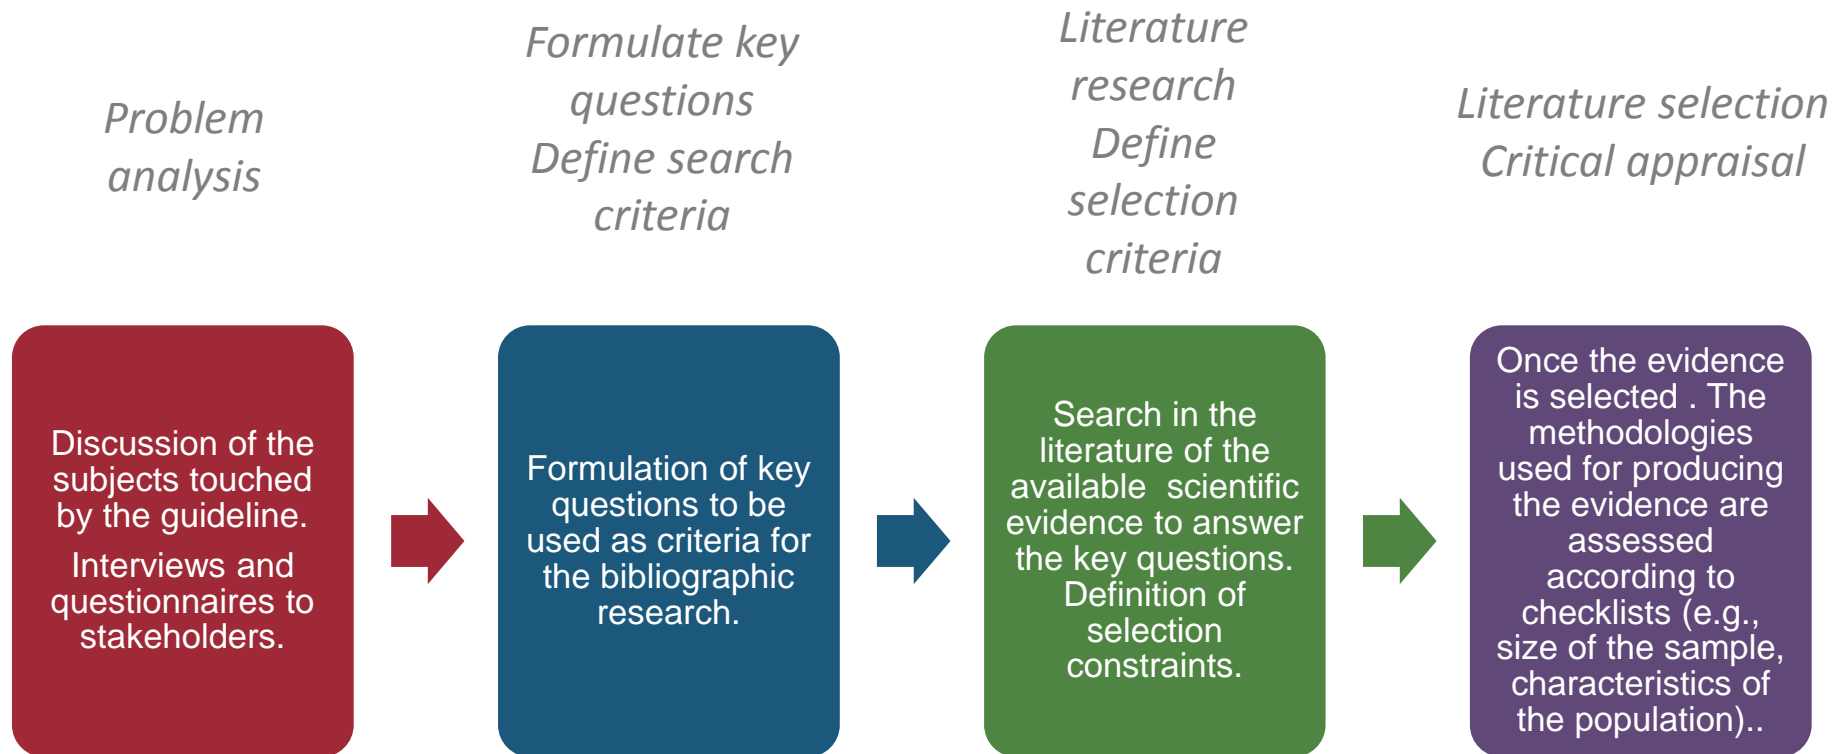 Problem
analysis
Formulate key
questions
Define search
criteria
Literature
research
Define
selection
criteria
Literature selection
Critical appraisal
Discussion of the
subjects touched
by the guideline.
Interviews and
questionnaires to
stakeholders.
Formulation of key
questions to be
used as criteria for
the bibliographic
research.
Search in the
literature of the
available scientific
evidence to answer
the key questions.
Definition of
selection
constraints.
Once the evidence
is selected . The
methodologies
used for producing
the evidence are
assessed
according to
checklists (e.g.,
size of the sample,
characteristics of
the population)..